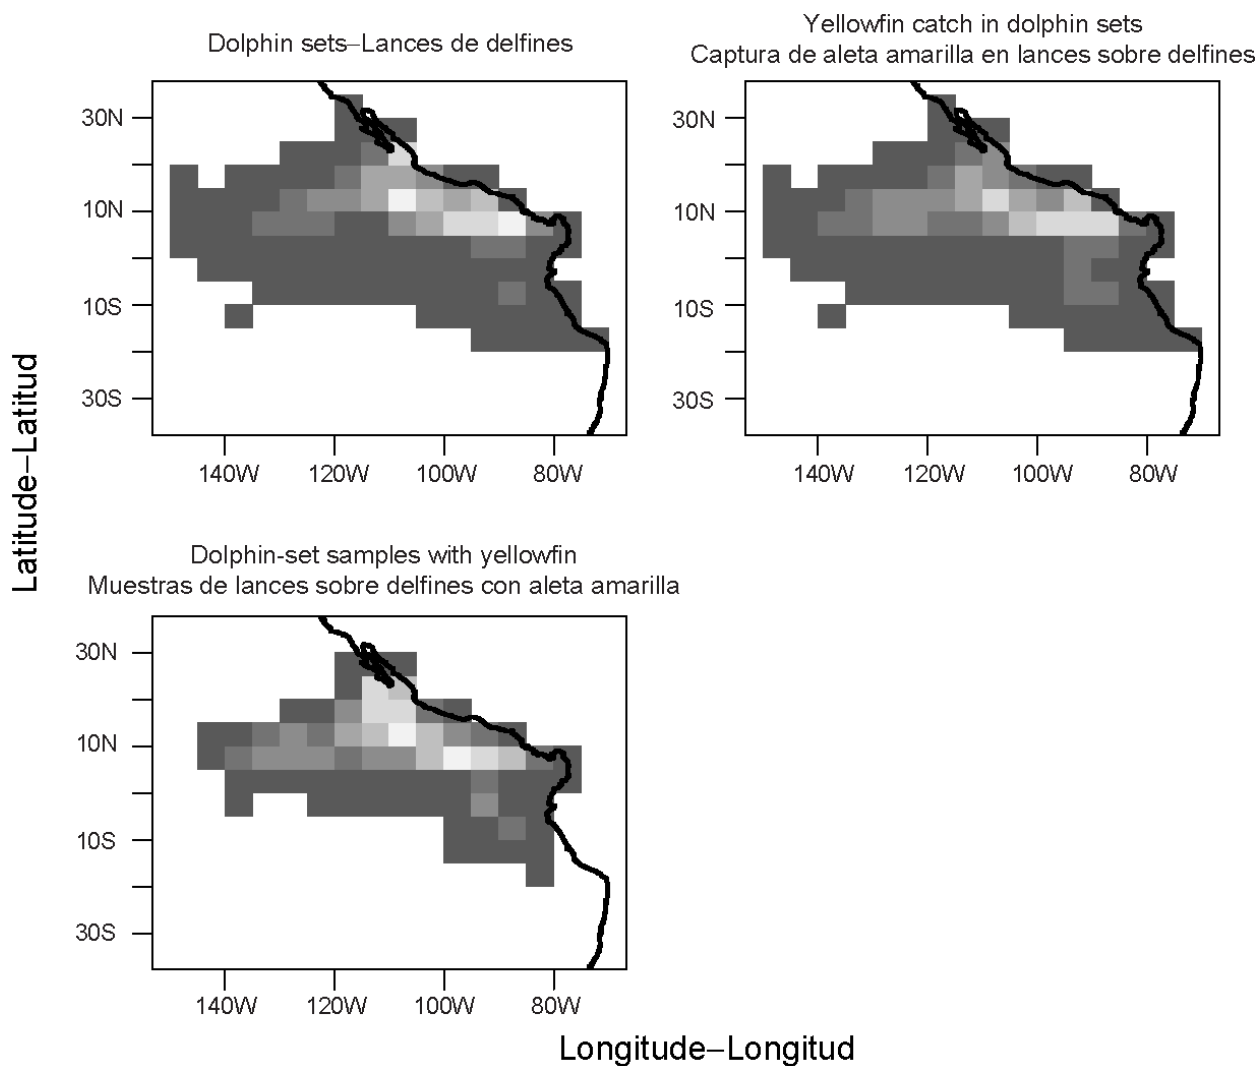 Dolphin sets–Lances de delfines
30N
10N
10S
30S
140W 120W 100W 80W
Yellowfin catch in dolphin sets
Captura de aleta amarilla en lances sobre delfines
30N
10N
10S
30S
140W 120W 100W 80W
Dolphin-set samples with yellowfin
Muestras de lances sobre delfines con aleta amarilla
30N
10N
10S
30S
140W 120W 100W 80W
Latitude–Latitud
Longitude–Longitud